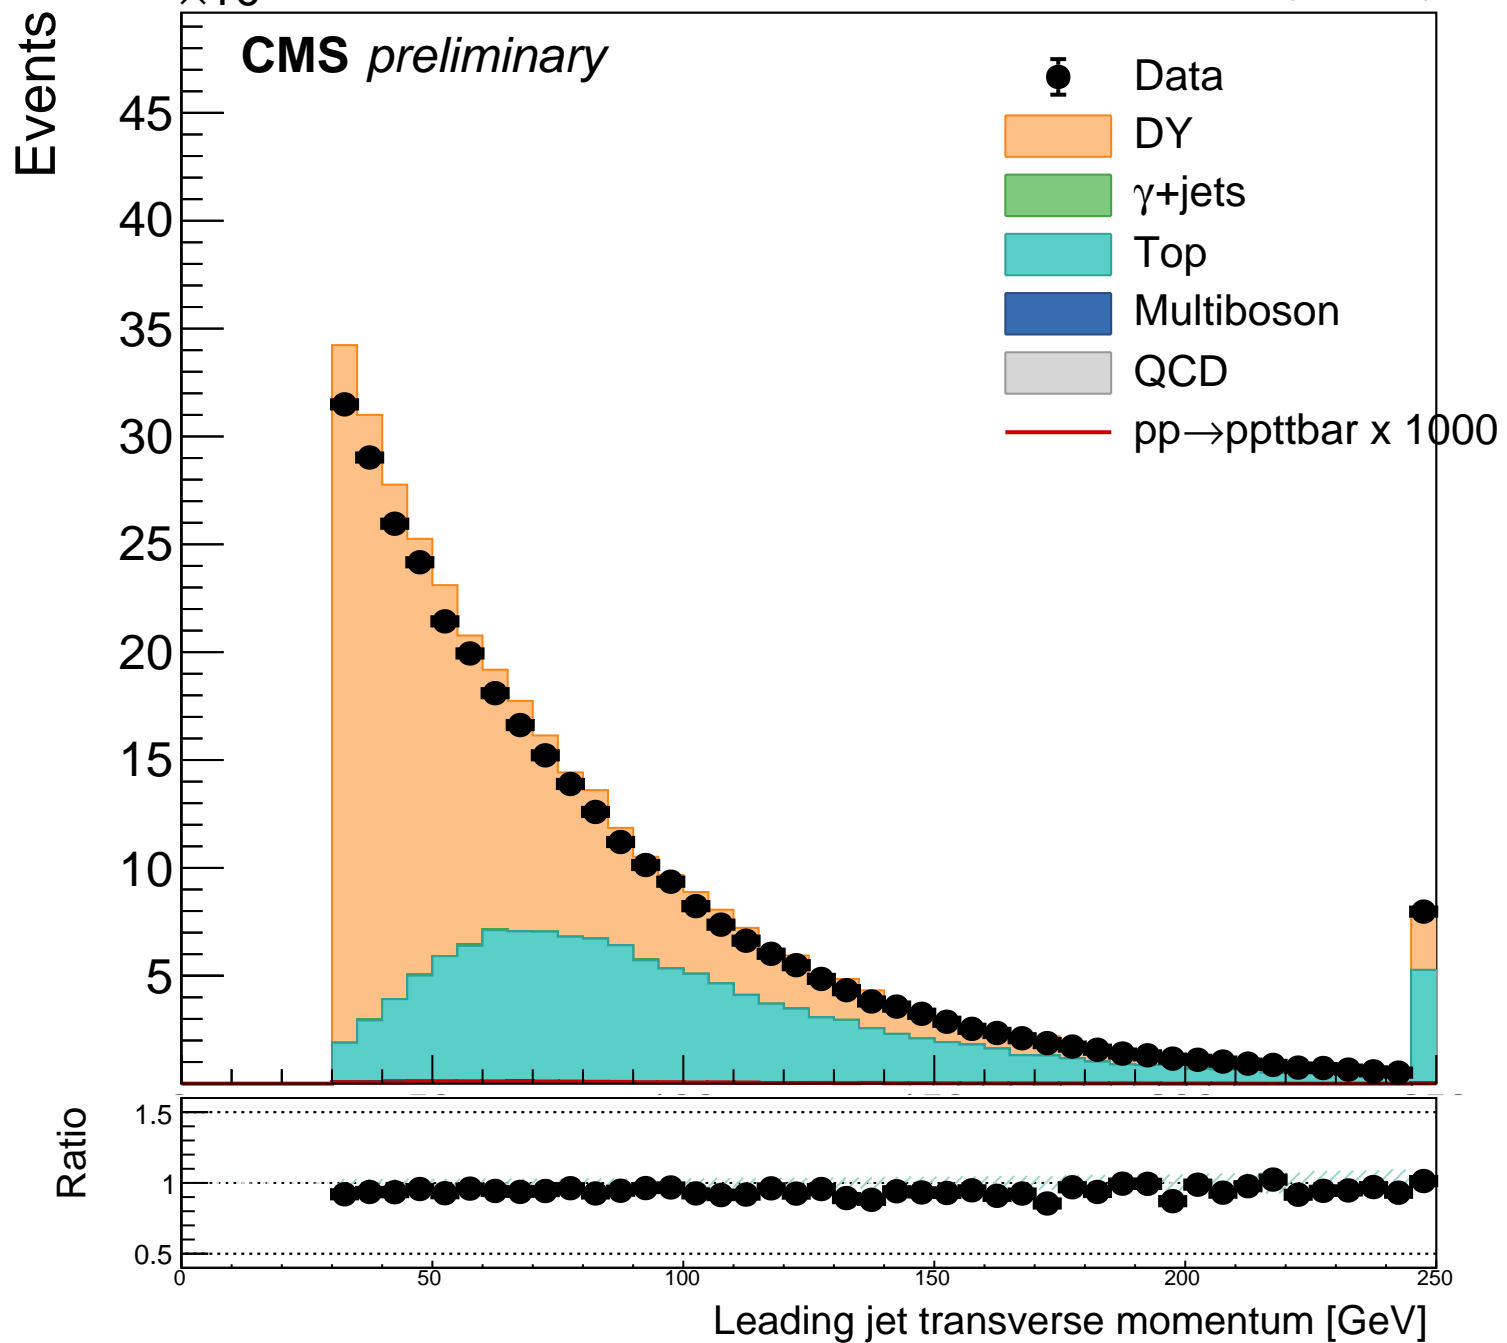 Events
CMS preliminary
Data
DY
γ+jets
Top
Multiboson
QCD
pp→ppttbar x 1000
45
40
35
30
25
20
15
10
5
Ratio
1.5
1
0.5
0 50 100 150 200 250
Leading jet transverse momentum [GeV]